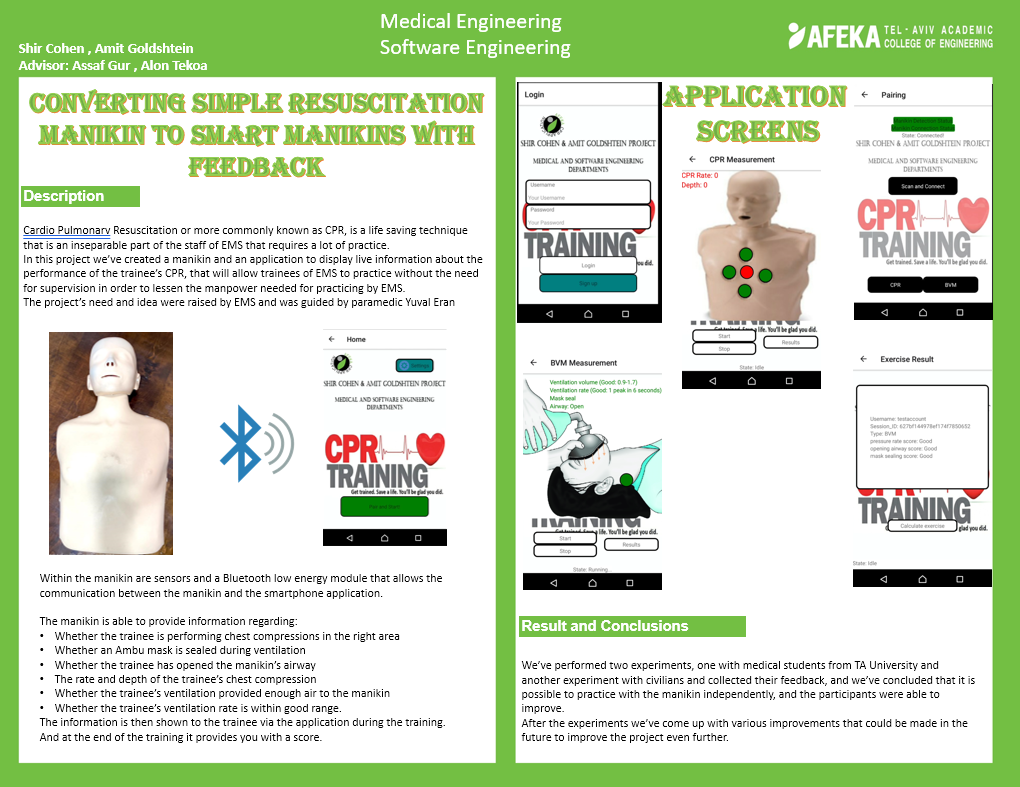 Medical Engineering
Software Engineering
Shir Cohen , Amit Goldshtein
Advisor: Assaf Gur , Alon Tekoa
AFEKA
TEL - AVIV ACADEMIC
COLLEGE OF ENGINEERING
CONVERTING SIMPLE RESUSCITATION
MANIKIN TO SMART MANIKINS WITH
FEEDBACK
Description
Cardio Pulmonary Resuscitation or more commonly known as CPR, is a life saving technique
that is an inseparable part of the staff of EMS that requires a lot of practice.
In this project we've created a manikin and an application to display live information about the
performance of the trainee's CPR, that will allow trainees of EMS to practice without the need
for supervision in order to lessen the manpower needed for practicing by EMS.
The project's need and idea were raised by EMS and was guided by paramedic Yuval Eran
Home
Settings
SHIR COHEN & AMIT GOLDSHTEIN PROJECT
MEDICAL AND SOFTWARE ENGINEERING
DEPARTMENTS
CPR
TRAINING
Get trained. Save a life. You'll be glad you did.
Within the manikin are sensors and a Bluetooth low energy module that allows the
communication between the manikin and the smartphone application.
The manikin is able to provide information regarding:
• Whether the trainee is performing chest compressions in the right area
• Whether an Ambu mask is sealed during ventilation
• Whether the trainee has opened the manikin's airway
• The rate and depth of the trainee's chest compression
• Whether the trainee's ventilation provided enough air to the manikin
• Whether the trainee's ventilation rate is within good range.
The information is then shown to the trainee via the application during the training.
And at the end of the training it provides you with a score.
APPLICATION
SCREENS
Login
SHIR COHEN & AMIT GOLDSHTEIN PROJECT
MEDICAL AND SOFTWARE ENGINEERING
DEPARTMENTS
Username
Your Username
Password
Your Password
TRAINING
you did.
Login
Sign up
CPR Measurement
CPR Rate: 0
Depth: 0
TRAINING
Get trained. Save a life. You'll be glad you did.
Start
Stop
Results
State: Idle
Pairing
State: Connected!
SHIR COHEN & AMIT GOLDSHTEIN PROJECT
MEDICAL AND SOFTWARE ENGINEERING
DEPARTMENTS
Scan and Connect
CPR
TRAINING
Get trained. Save a life. You'll be glad you did.
CPR
BVM
BVM Measurement
Ventilation volume (Good: 0.9-1.7)
Ventilation rate (Good: 1 peak in 6 seconds)
Mask seal
Airway: Open
TRAINING
Get trained. Save a life. You'll be glad you did.
Start
Stop
Results
State: Running...
Exercise Result
Username: testaccount
Session_ID: 627bf144978ef174f7850652
Type: BVM
pressure rate score: Good
opening airway score: Good
mask sealing score: Good
TRAINING
glad you did.
Calculate exercise
State: Idle
Result and Conclusions
We've performed two experiments, one with medical students from TA University and
another experiment with civilians and collected their feedback, and we've concluded that it is
possible to practice with the manikin independently, and the participants were able to
improve.
After the experiments we've come up with various improvements that could be made in the
future to improve the project even further.